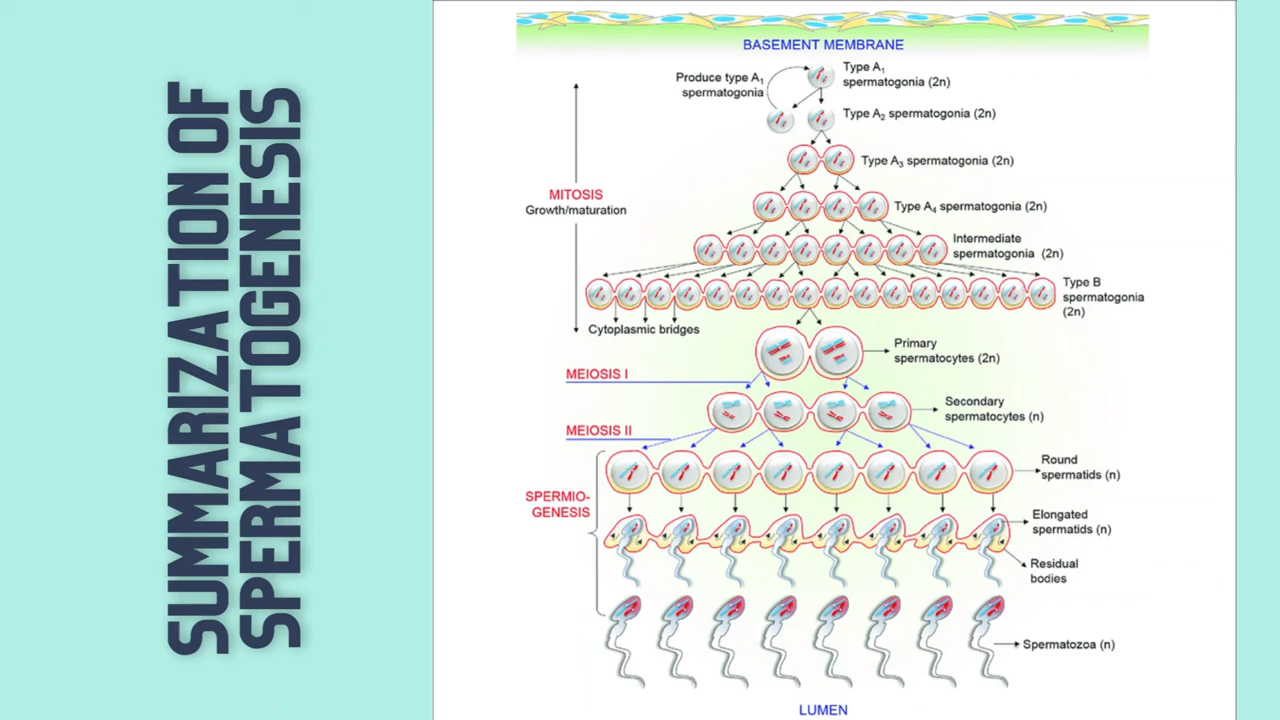 SUMMARIZATION OF
SPERMATOGENESIS
BASEMENT MEMBRANE
Produce type A₁
spermatogonia
Type A₁
spermatogonia (2n)
Type A₂ spermatogonia (2n)
Type A₃ spermatogonia (2n)
MITOSIS
Growth/maturation
Type A₄ spermatogonia (2n)
Intermediate
spermatogonia (2n)
Type B
spermatogonia
(2n)
Cytoplasmic bridges
Primary
spermatocytes (2n)
MEIOSIS I
Secondary
spermatocytes (n)
MEIOSIS II
Round
spermatids (n)
SPERMIO-
GENESIS
Elongated
spermatids (n)
Residual
bodies
Spermatozoa (n)
LUMEN